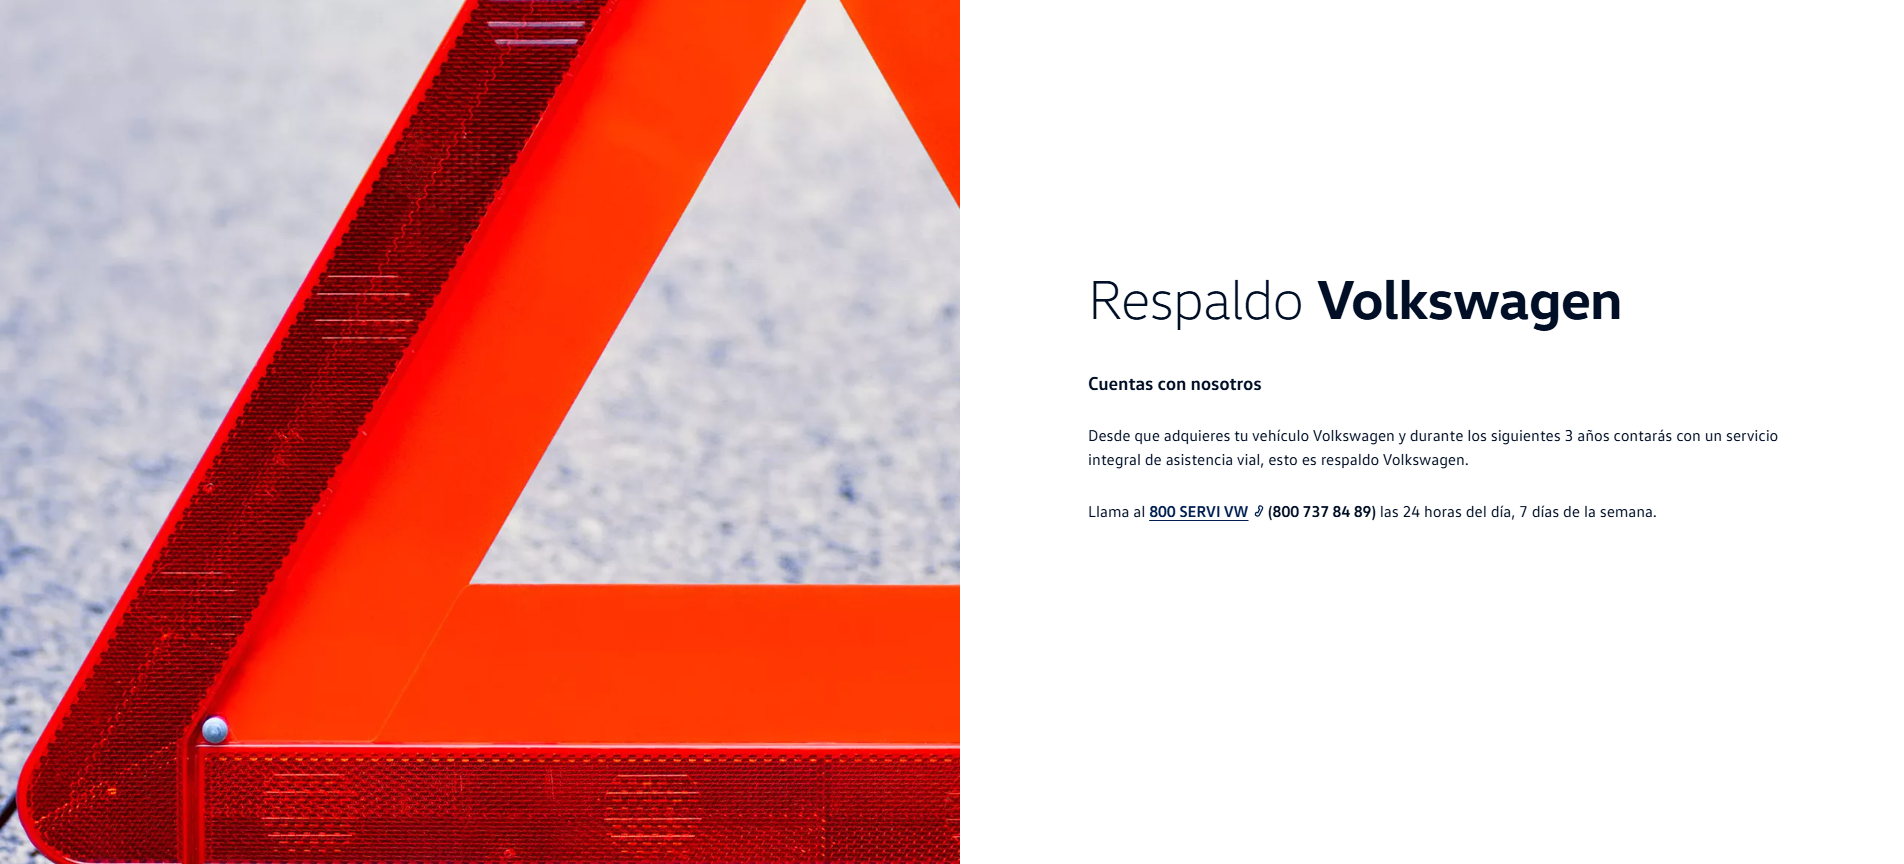 Respaldo Volkswagen
Cuentas con nosotros
Desde que adquieres tu vehículo Volkswagen y durante los siguientes 3 años contarás con un servicio
integral de asistencia vial, esto es respaldo Volkswagen.
Llama al 800 SERVI VW (800 737 84 89) las 24 horas del día, 7 días de la semana.